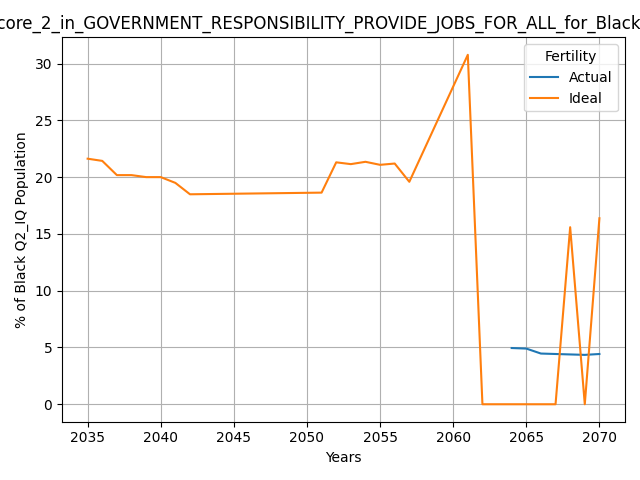 core_2_in_GOVERNMENT_RESPONSIBILITY_PROVIDE_JOBS_FOR_ALL_for_Black
Fertility
Actual
Ideal
% of Black Q2_IQ Population
30
25
20
15
10
5
0
2035 2040 2045 2050 2055 2060 2065 2070
Years